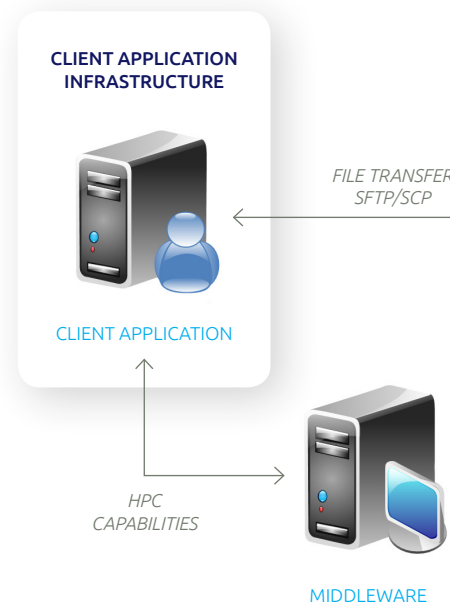 CLIENT APPLICATION
INFRASTRUCTURE
FILE TRANSFER
SFTP/SCP
CLIENT APPLICATION
HPC
CAPABILITIES
MIDDLEWARE